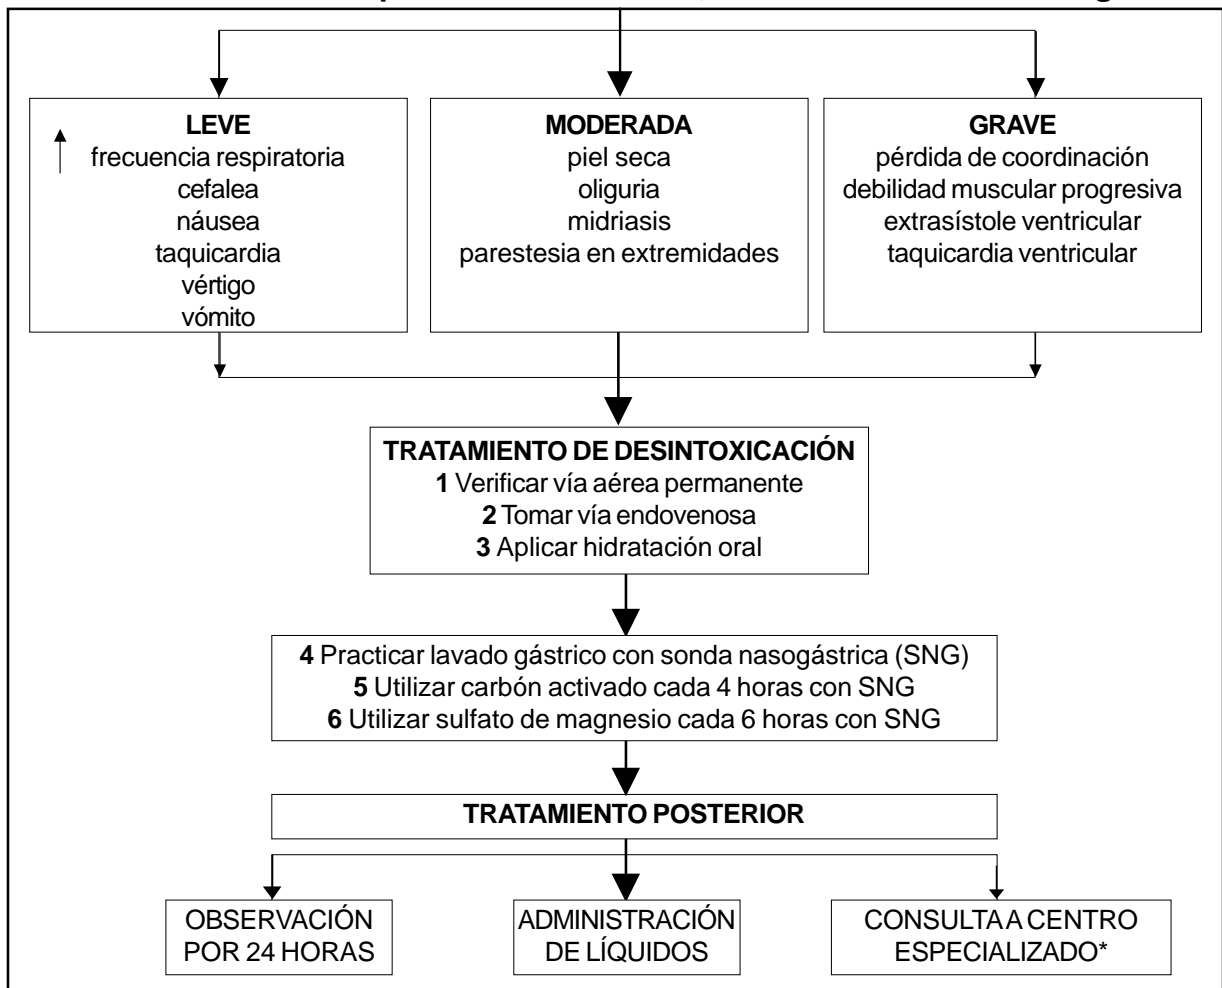 LEVE
frecuencia respiratoria
cefalea
náusea
taquicardia
vértigo
vómito
MODERADA
piel seca
oliguria
midriasis
parestesia en extremidades
GRAVE
pérdida de coordinación
debilidad muscular progresiva
extrasístole ventricular
taquicardia ventricular
TRATAMIENTO DE DESINTOXICACIÓN
1 Verificar vía aérea permanente
2 Tomar vía endovenosa
3 Aplicar hidratación oral
4 Practicar lavado gástrico con sonda nasogástrica (SNG)
5 Utilizar carbón activado cada 4 horas con SNG
6 Utilizar sulfato de magnesio cada 6 horas con SNG
TRATAMIENTO POSTERIOR
OBSERVACIÓN
POR 24 HORAS
ADMINISTRACIÓN
DE LÍQUIDOS
CONSULTA A CENTRO
ESPECIALIZADO*